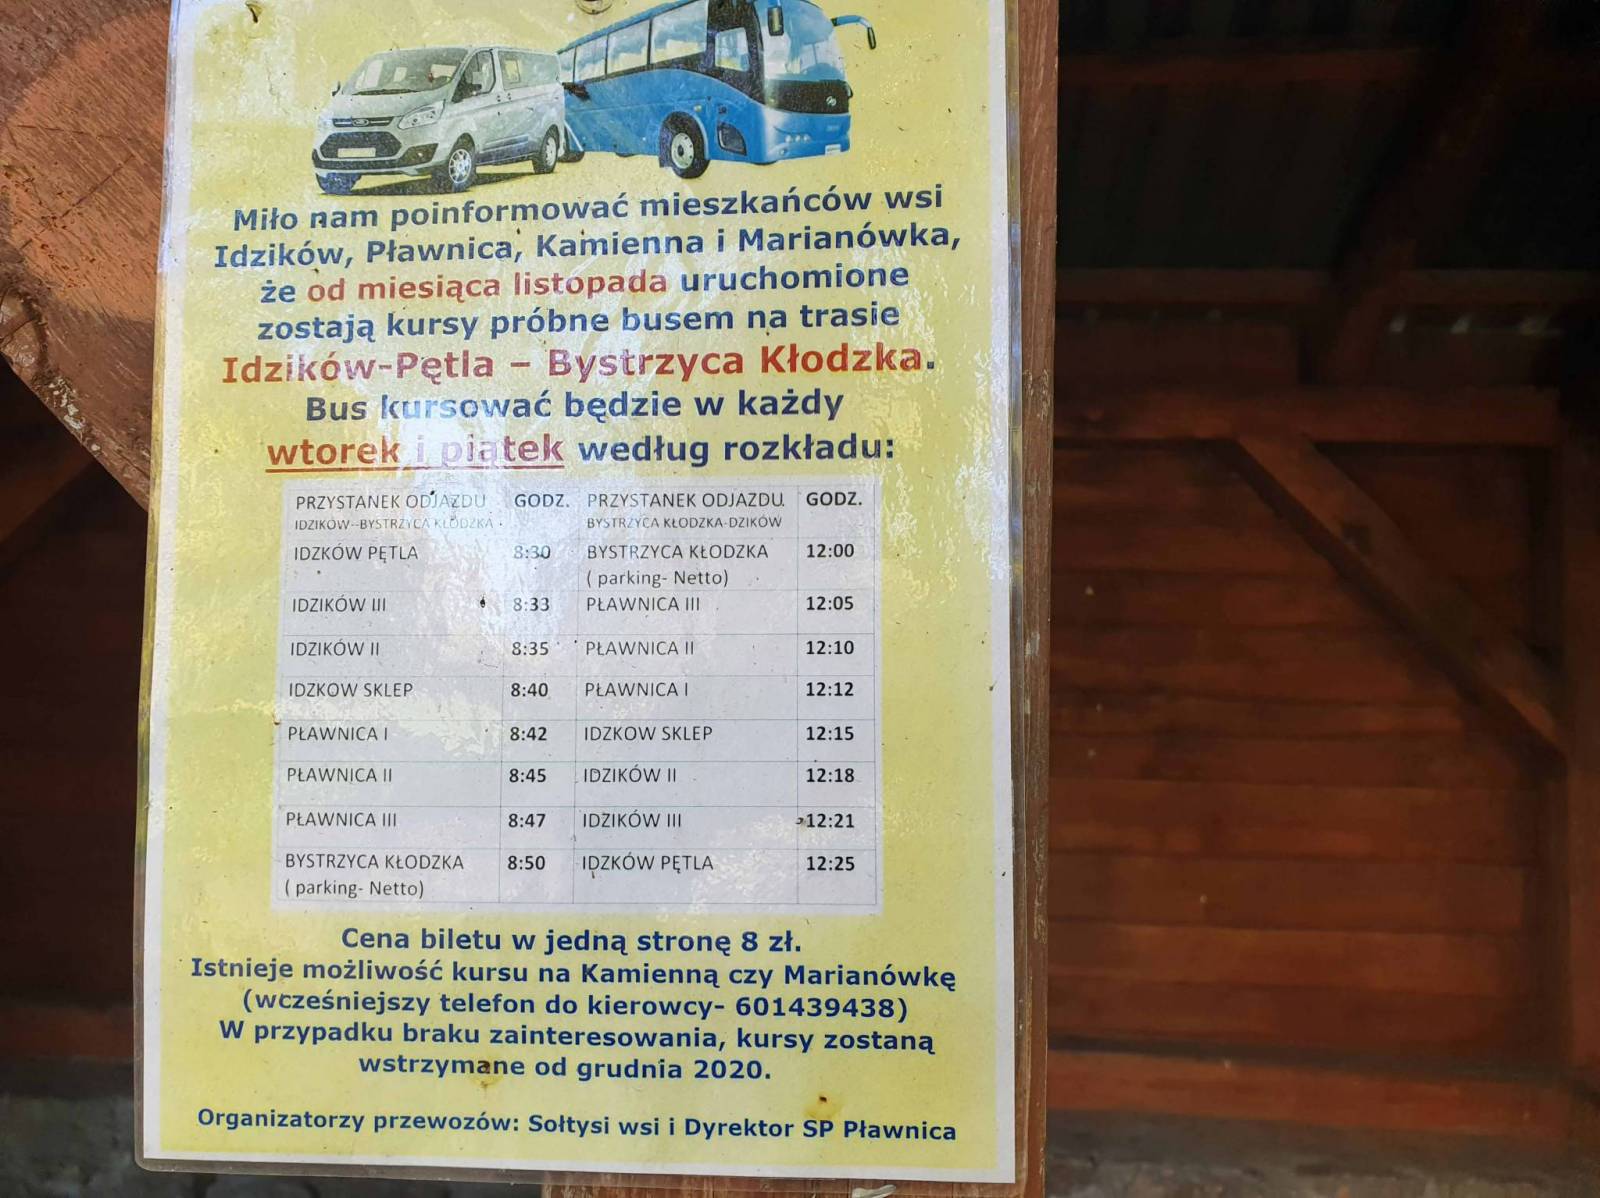 Miło nam poinformować mieszkańców wsi
Idzików, Pławnica, Kamienna i Marianówka,
że od miesiąca listopada uruchomione
zostają kursy próbne busem na trasie
Idzików-Pętla – Bystrzyca Kłodzka.
Bus kursować będzie w każdy
wtorek i piątek według rozkładu:
PRZYSTANEK ODJAZDU GODZ. PRZYSTANEK ODJAZDU GODZ.
IDZIKÓW--BYSTRZYCA KŁODZKA BYSTRZYCA KŁODZKA-DZIKÓW
IDZKÓW PĘTLA 8:30 BYSTRZYCA KŁODZKA 12:00
( parking- Netto)
IDZIKÓW III 8:33 PŁAWNICA III 12:05
IDZIKÓW II 8:35 PŁAWNICA II 12:10
IDZKOW SKLEP 8:40 PŁAWNICA I 12:12
PŁAWNICA I 8:42 IDZKOW SKLEP 12:15
PŁAWNICA II 8:45 IDZIKÓW II 12:18
PŁAWNICA III 8:47 IDZIKÓW III 12:21
BYSTRZYCA KŁODZKA 8:50 IDZKÓW PĘTLA 12:25
( parking- Netto)
Cena biletu w jedną stronę 8 zł.
Istnieje możliwość kursu na Kamienną czy Marianówkę
(wcześniejszy telefon do kierowcy- 601439438)
W przypadku braku zainteresowania, kursy zostaną
wstrzymane od grudnia 2020.
Organizatorzy przewozów: Sołtysi wsi i Dyrektor SP Pławnica